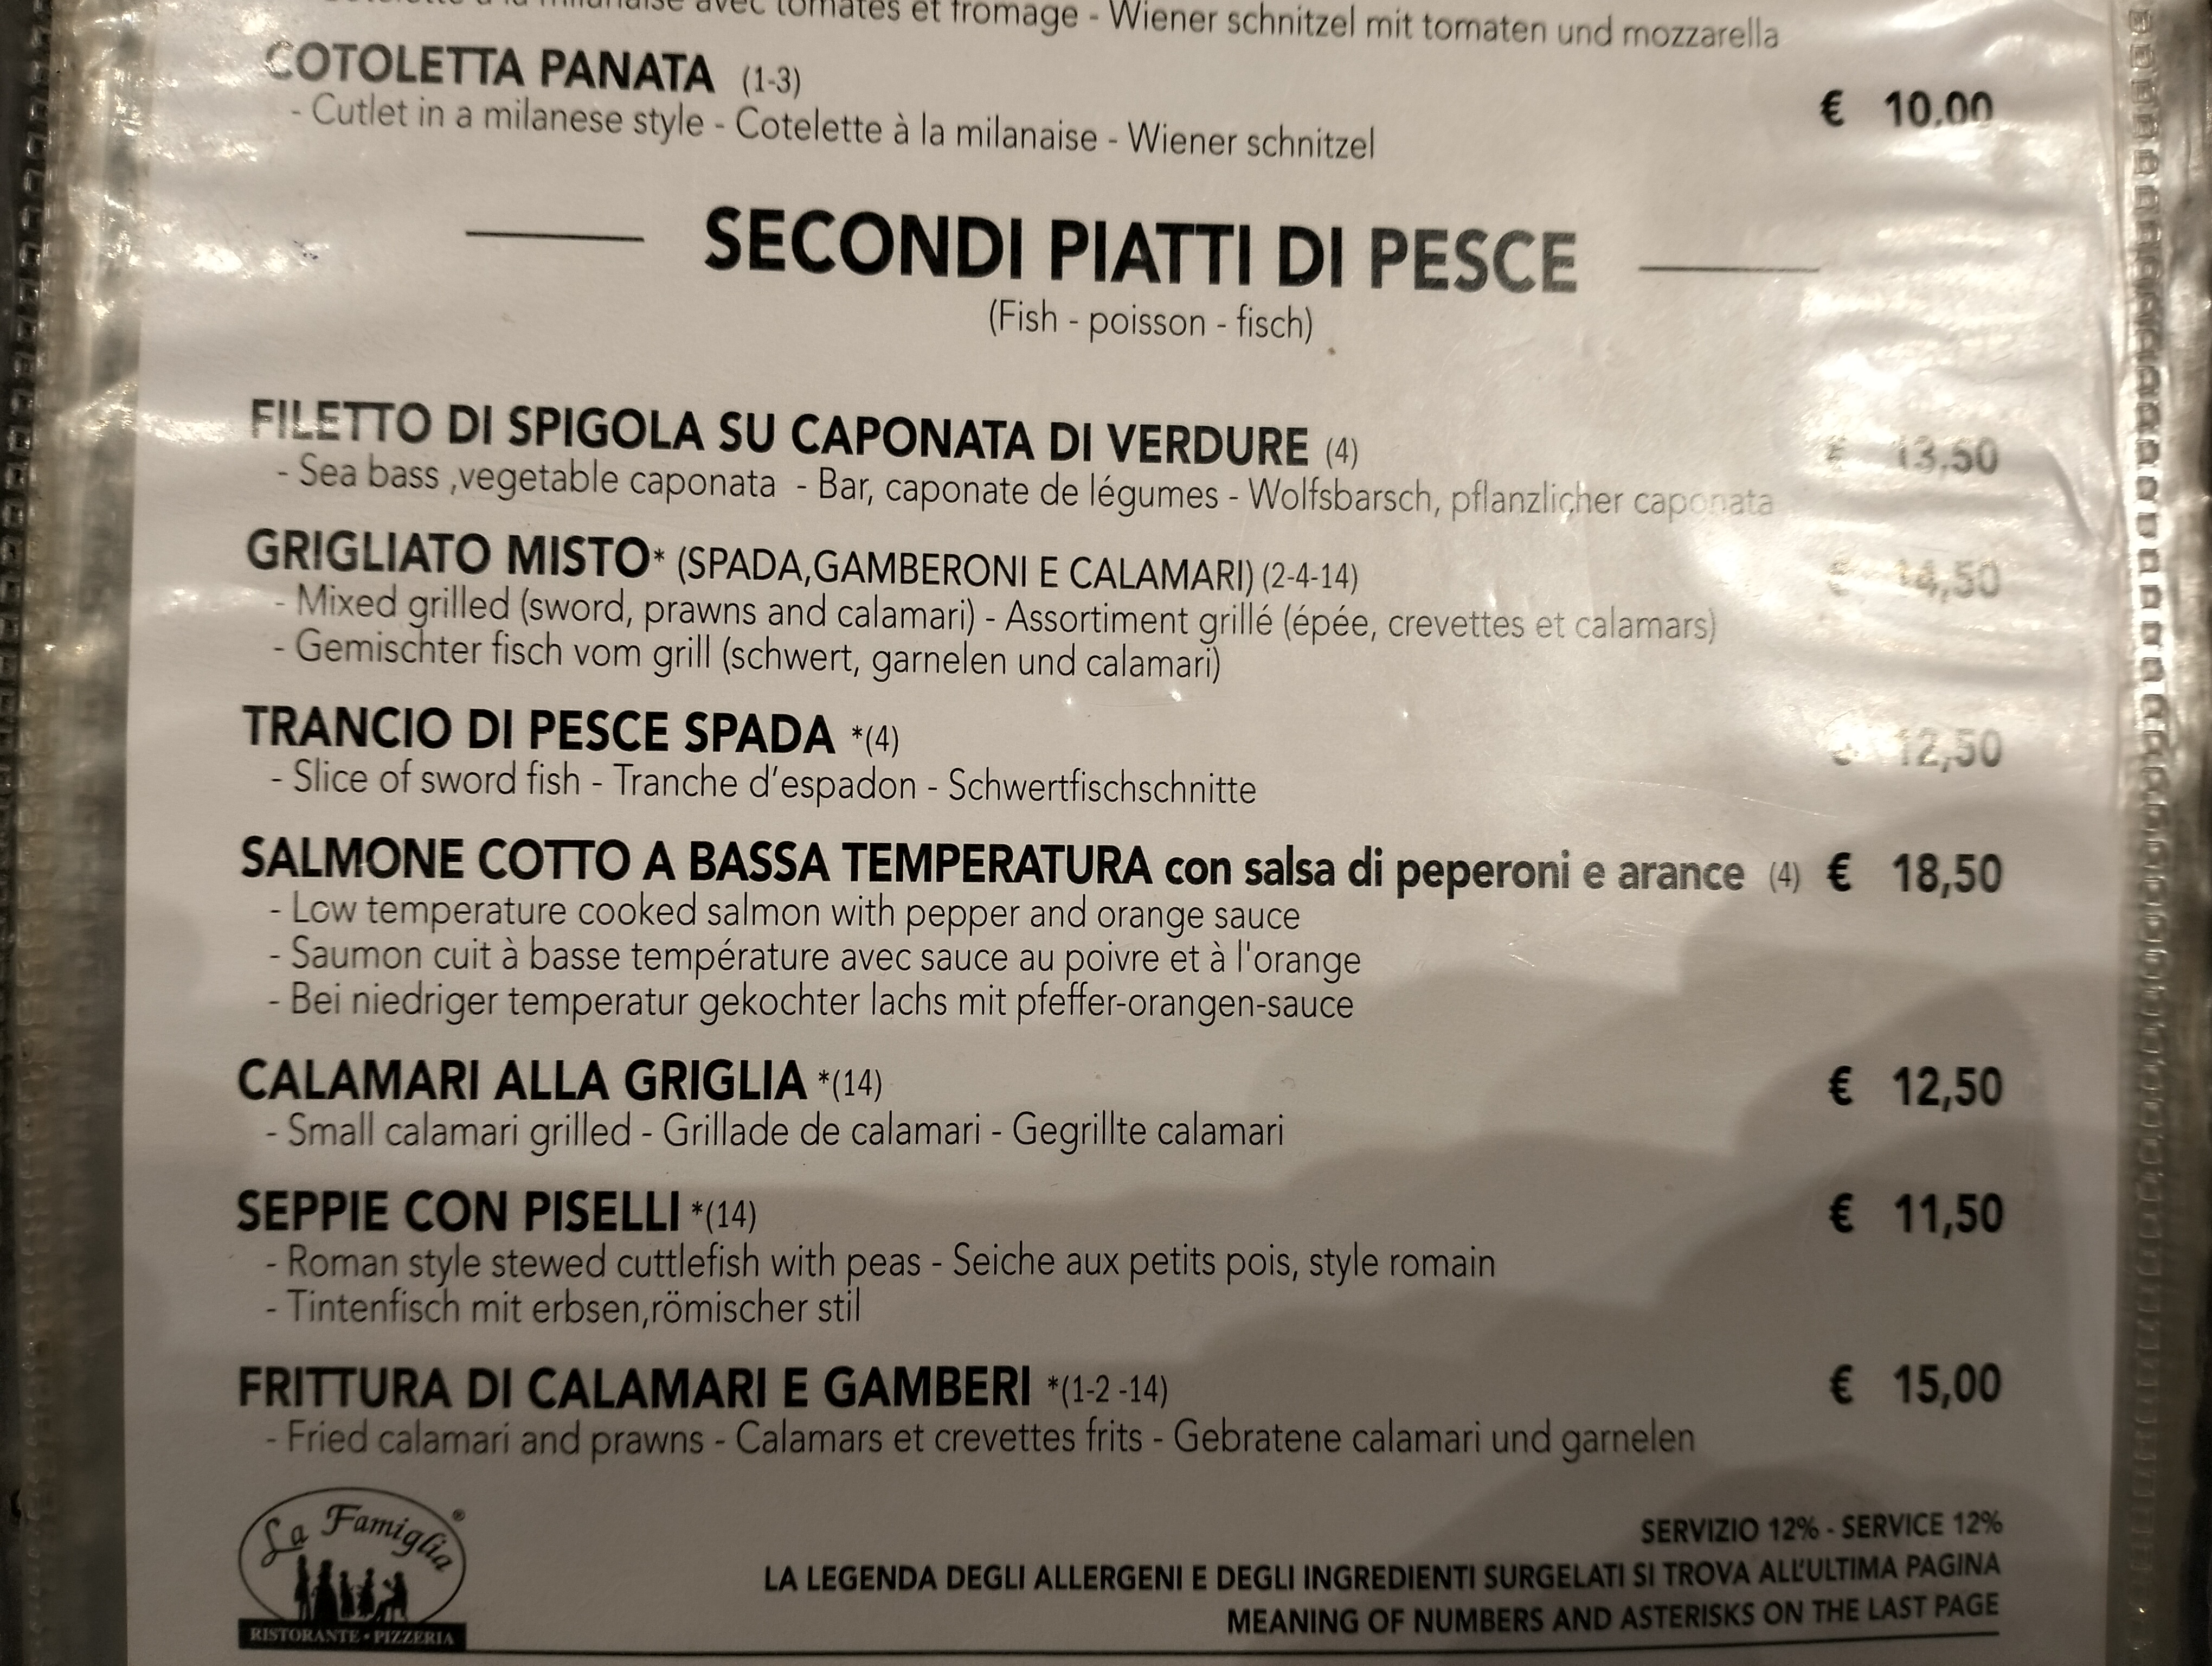 avec tomates et fromage - Wiener schnitzel mit tomaten und mozzarella
COTOLETTA PANATA (1-3) € 10.00
- Cutlet in a milanese style - Cotelette à la milanaise - Wiener schnitzel
SECONDI PIATTI DI PESCE
(Fish - poisson - fisch)
FILETTO DI SPIGOLA SU CAPONATA DI VERDURE (4) € 13,50
- Sea bass ,vegetable caponata - Bar, caponate de légumes - Wolfsbarsch, pflanzlicher caponata
GRIGLIATO MISTO* (SPADA,GAMBERONI E CALAMARI) (2-4-14) € 14,50
- Mixed grilled (sword, prawns and calamari) - Assortiment grillé (épée, crevettes et calamars)
- Gemischter fisch vom grill (schwert, garnelen und calamari)
TRANCIO DI PESCE SPADA *(4) € 12,50
- Slice of sword fish - Tranche d'espadon - Schwertfischschnitte
SALMONE COTTO A BASSA TEMPERATURA con salsa di peperoni e arance (4) € 18,50
- Low temperature cooked salmon with pepper and orange sauce
- Saumon cuit à basse température avec sauce au poivre et à l'orange
- Bei niedriger temperatur gekochter lachs mit pfeffer-orangen-sauce
CALAMARI ALLA GRIGLIA *(14) € 12,50
- Small calamari grilled - Grillade de calamari - Gegrillte calamari
SEPPIE CON PISELLI *(14) € 11,50
- Roman style stewed cuttlefish with peas - Seiche aux petits pois, style romain
- Tintenfisch mit erbsen,römischer stil
FRITTURA DI CALAMARI E GAMBERI *(1-2 -14) € 15,00
- Fried calamari and prawns - Calamars et crevettes frits - Gebratene calamari und garnelen
La Famiglia ®
RISTORANTE • PIZZERIA
SERVIZIO 12% - SERVICE 12%
LA LEGENDA DEGLI ALLERGENI E DEGLI INGREDIENTI SURGELATI SI TROVA ALL'ULTIMA PAGINA
MEANING OF NUMBERS AND ASTERISKS ON THE LAST PAGE